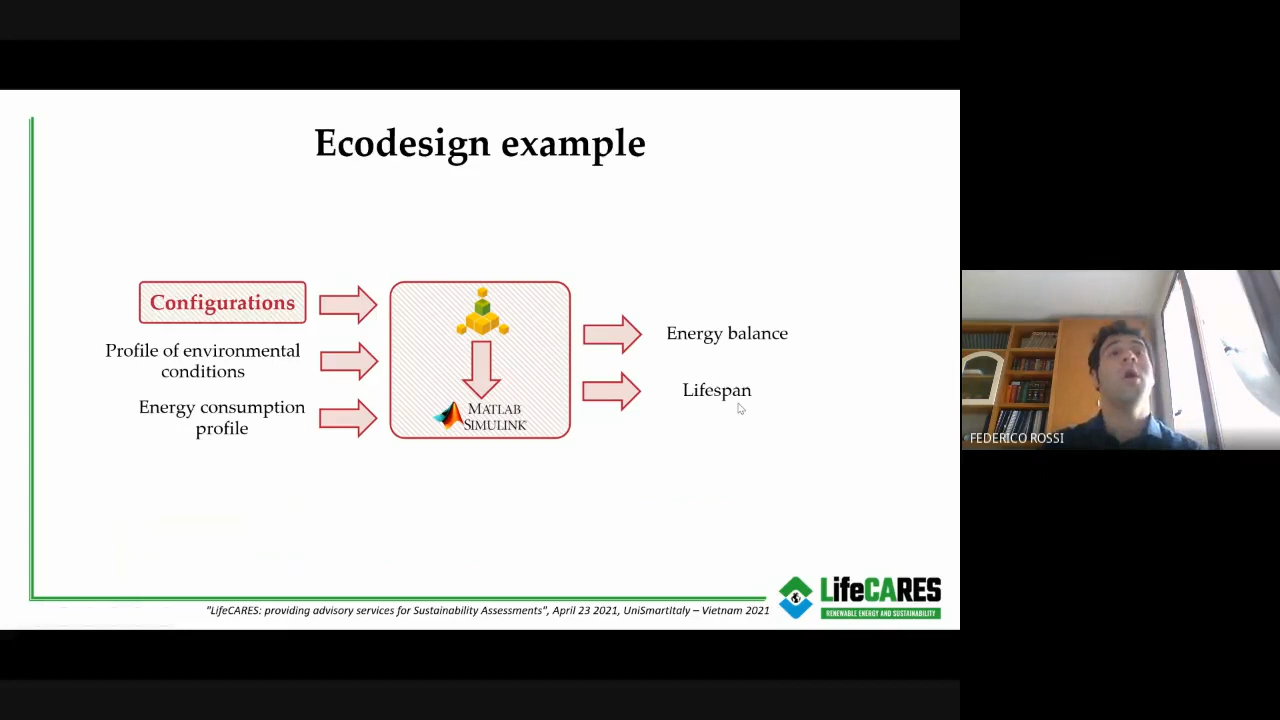 Ecodesign example
Configurations
Profile of environmental
conditions
Energy consumption
profile
MATLAB
SIMULINK
Energy balance
Lifespan
FEDERICO ROSSI
"LifeCARES: providing advisory services for Sustainability Assessments", April 23 2021, UniSmartItaly – Vietnam 2021
LifeCARES
RENEWABLE ENERGY AND SUSTAINABILITY